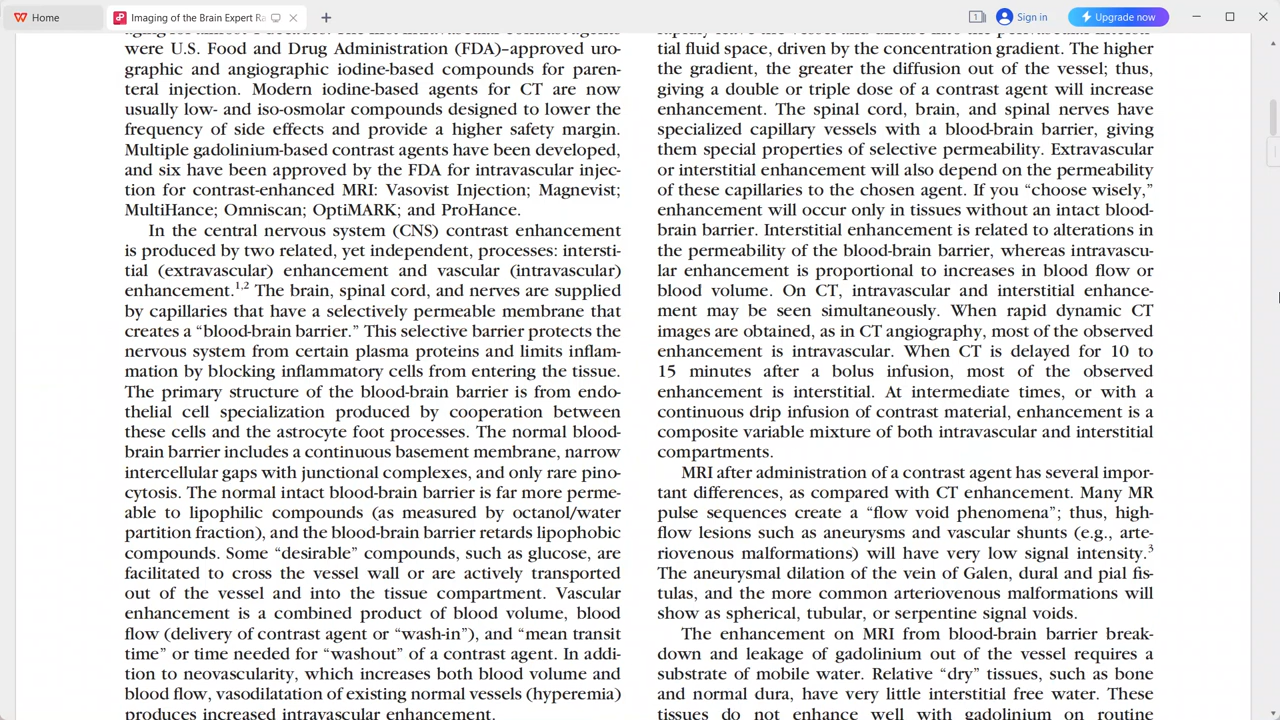 Home
Imaging of the Brain Expert Ra
1
Sign in
Upgrade now
were U.S. Food and Drug Administration (FDA)–approved uro-
graphic and angiographic iodine-based compounds for paren-
teral injection. Modern iodine-based agents for CT are now
usually low- and iso-osmolar compounds designed to lower the
frequency of side effects and provide a higher safety margin.
Multiple gadolinium-based contrast agents have been developed,
and six have been approved by the FDA for intravascular injec-
tion for contrast-enhanced MRI: Vasovist Injection; Magnevist;
MultiHance; Omniscan; OptiMARK; and ProHance.
In the central nervous system (CNS) contrast enhancement
is produced by two related, yet independent, processes: intersti-
tial (extravascular) enhancement and vascular (intravascular)
enhancement.1,2 The brain, spinal cord, and nerves are supplied
by capillaries that have a selectively permeable membrane that
creates a “blood-brain barrier.” This selective barrier protects the
nervous system from certain plasma proteins and limits inflam-
mation by blocking inflammatory cells from entering the tissue.
The primary structure of the blood-brain barrier is from endo-
thelial cell specialization produced by cooperation between
these cells and the astrocyte foot processes. The normal blood-
brain barrier includes a continuous basement membrane, narrow
intercellular gaps with junctional complexes, and only rare pino-
cytosis. The normal intact blood-brain barrier is far more perme-
able to lipophilic compounds (as measured by octanol/water
partition fraction), and the blood-brain barrier retards lipophobic
compounds. Some “desirable” compounds, such as glucose, are
facilitated to cross the vessel wall or are actively transported
out of the vessel and into the tissue compartment. Vascular
enhancement is a combined product of blood volume, blood
flow (delivery of contrast agent or “wash-in”), and “mean transit
time” or time needed for “washout” of a contrast agent. In addi-
tion to neovascularity, which increases both blood volume and
blood flow, vasodilatation of existing normal vessels (hyperemia)
produces increased intravascular enhancement.
tial fluid space, driven by the concentration gradient. The higher
the gradient, the greater the diffusion out of the vessel; thus,
giving a double or triple dose of a contrast agent will increase
enhancement. The spinal cord, brain, and spinal nerves have
specialized capillary vessels with a blood-brain barrier, giving
them special properties of selective permeability. Extravascular
or interstitial enhancement will also depend on the permeability
of these capillaries to the chosen agent. If you “choose wisely,”
enhancement will occur only in tissues without an intact blood-
brain barrier. Interstitial enhancement is related to alterations in
the permeability of the blood-brain barrier, whereas intravascu-
lar enhancement is proportional to increases in blood flow or
blood volume. On CT, intravascular and interstitial enhance-
ment may be seen simultaneously. When rapid dynamic CT
images are obtained, as in CT angiography, most of the observed
enhancement is intravascular. When CT is delayed for 10 to
15 minutes after a bolus infusion, most of the observed
enhancement is interstitial. At intermediate times, or with a
continuous drip infusion of contrast material, enhancement is a
composite variable mixture of both intravascular and interstitial
compartments.
MRI after administration of a contrast agent has several impor-
tant differences, as compared with CT enhancement. Many MR
pulse sequences create a “flow void phenomena”; thus, high-
flow lesions such as aneurysms and vascular shunts (e.g., arte-
riovenous malformations) will have very low signal intensity.3
The aneurysmal dilation of the vein of Galen, dural and pial fis-
tulas, and the more common arteriovenous malformations will
show as spherical, tubular, or serpentine signal voids.
The enhancement on MRI from blood-brain barrier break-
down and leakage of gadolinium out of the vessel requires a
substrate of mobile water. Relative “dry” tissues, such as bone
and normal dura, have very little interstitial free water. These
tissues do not enhance well with gadolinium on routine